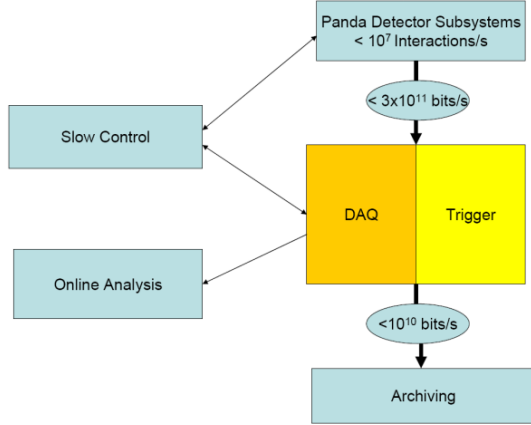 Panda Detector Subsystems
< 10⁷ Interactions/s
< 3x10¹¹ bits/s
Slow Control
DAQ
Trigger
Online Analysis
<10¹⁰ bits/s
Archiving